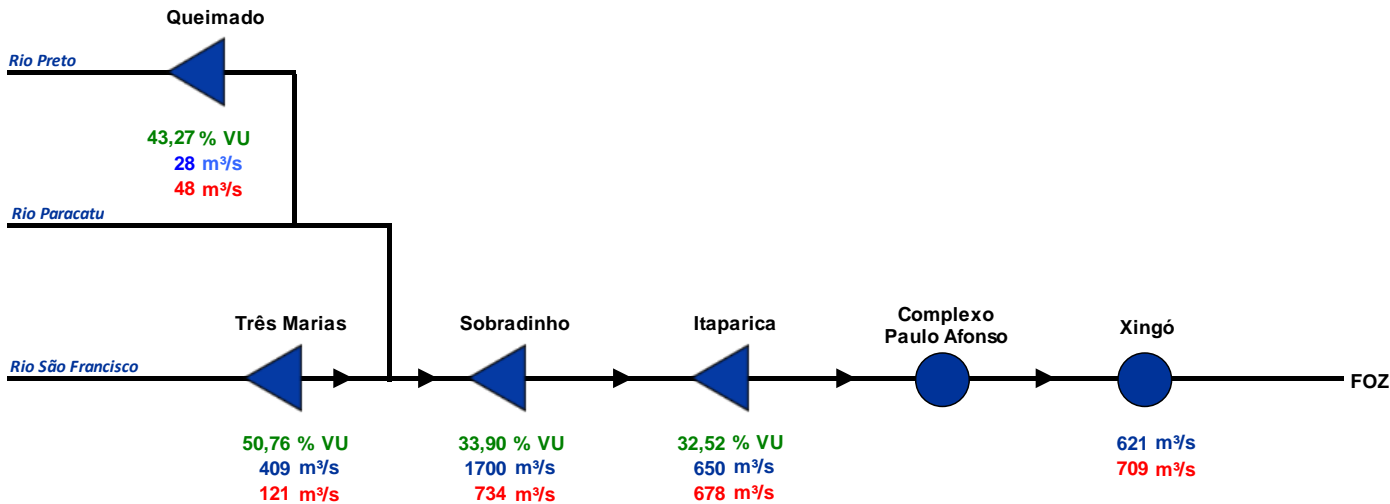 Queimado
Rio Preto
43,27 % VU
28 m³/s
48 m³/s
Rio Paracatu
Três Marias
Sobradinho
Itaparica
Complexo
Paulo Afonso
Xingó
Rio São Francisco
FOZ
50,76 % VU
409 m³/s
121 m³/s
33,90 % VU
1700 m³/s
734 m³/s
32,52 % VU
650 m³/s
678 m³/s
621 m³/s
709 m³/s